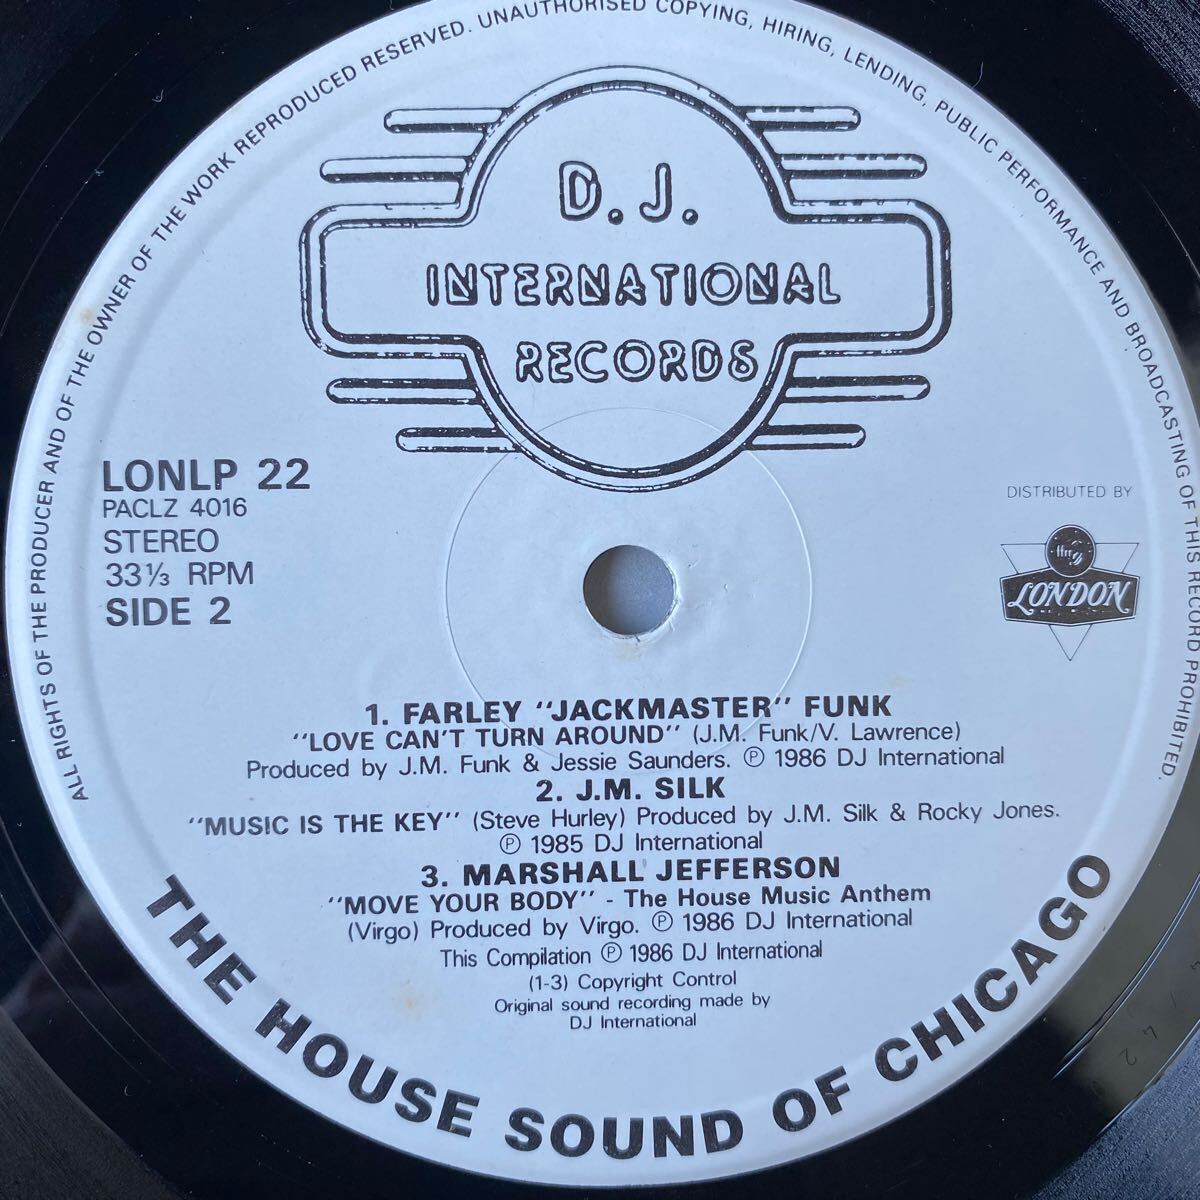 ALL RIGHTS OF THE PRODUCER AND OF THE OWNER OF THE WORK REPRODUCED RESERVED. UNAUTHORISED COPYING, HIRING, LENDING, PUBLIC PERFORMANCE AND BROADCASTING OF THIS RECORD PROHIBITED.
D.J.
INTERNATIONAL
RECORDS
LONLP 22
PACLZ 4016
STEREO
33⅓ RPM
SIDE 2
DISTRIBUTED BY
LONDON
1. FARLEY "JACKMASTER" FUNK
"LOVE CAN'T TURN AROUND" (J.M. Funk/V. Lawrence)
Produced by J.M. Funk & Jessie Saunders. ℗ 1986 DJ International
2. J.M. SILK
"MUSIC IS THE KEY" (Steve Hurley) Produced by J.M. Silk & Rocky Jones.
℗ 1985 DJ International
3. MARSHALL JEFFERSON
"MOVE YOUR BODY" - The House Music Anthem
(Virgo) Produced by Virgo. ℗ 1986 DJ International
This Compilation ℗ 1986 DJ International
(1-3) Copyright Control
Original sound recording made by
DJ International
THE HOUSE SOUND OF CHICAGO